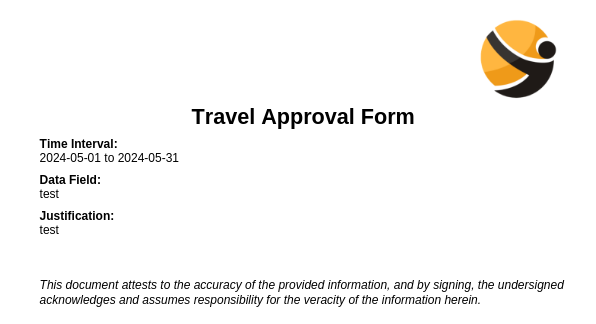 Travel Approval Form
Time Interval:
2024-05-01 to 2024-05-31
Data Field:
test
Justification:
test
This document attests to the accuracy of the provided information, and by signing, the undersigned
acknowledges and assumes responsibility for the veracity of the information herein.